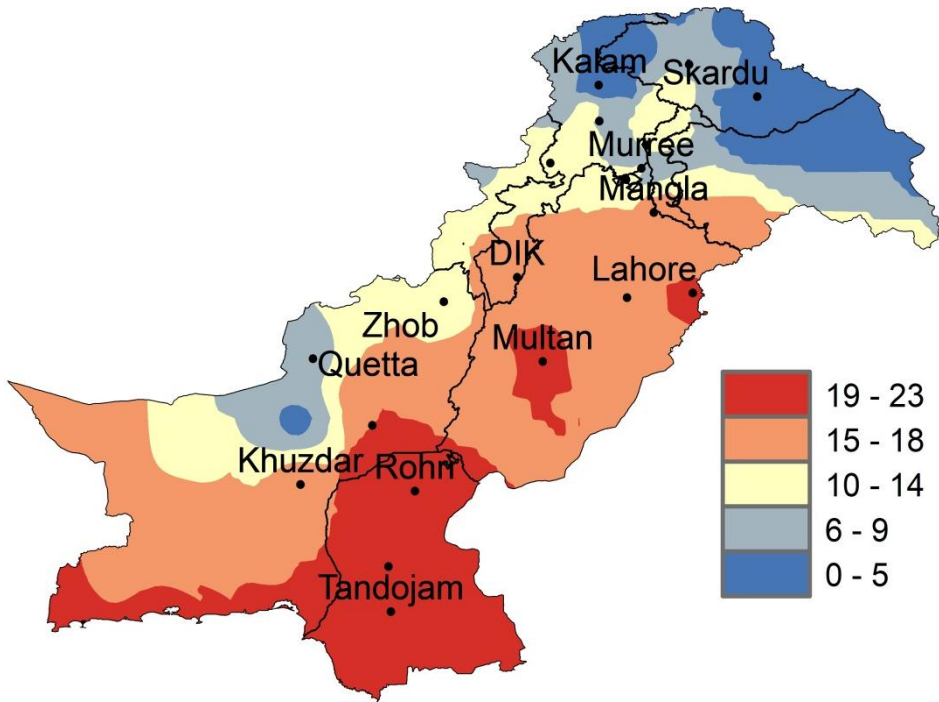 Kalam
Skardu
Murree
Mangla
DIK
Lahore
Zhob
Multan
Quetta
Khuzdar
Rohri
Tandojam
19 - 23
15 - 18
10 - 14
6 - 9
0 - 5